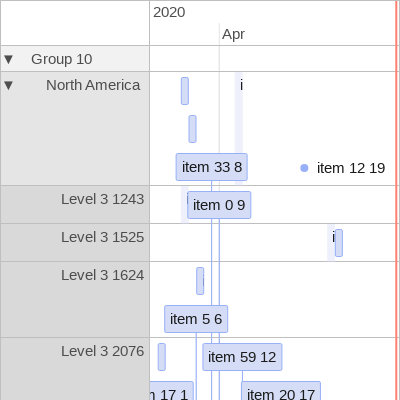 2020
Apr
▼ Group 10
▼ North America
i
item 33 8
item 12 19
Level 3 1243
item 0 9
Level 3 1525
i
Level 3 1624
item 5 6
Level 3 2076
item 59 12
17 1
item 20 17